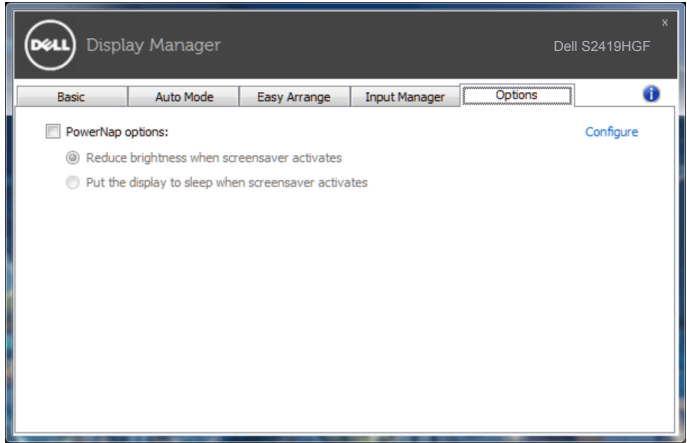 x
DELL Display Manager Dell S2419HGF
Basic Auto Mode Easy Arrange Input Manager Options i
PowerNap options: Configure
Reduce brightness when screensaver activates
Put the display to sleep when screensaver activates